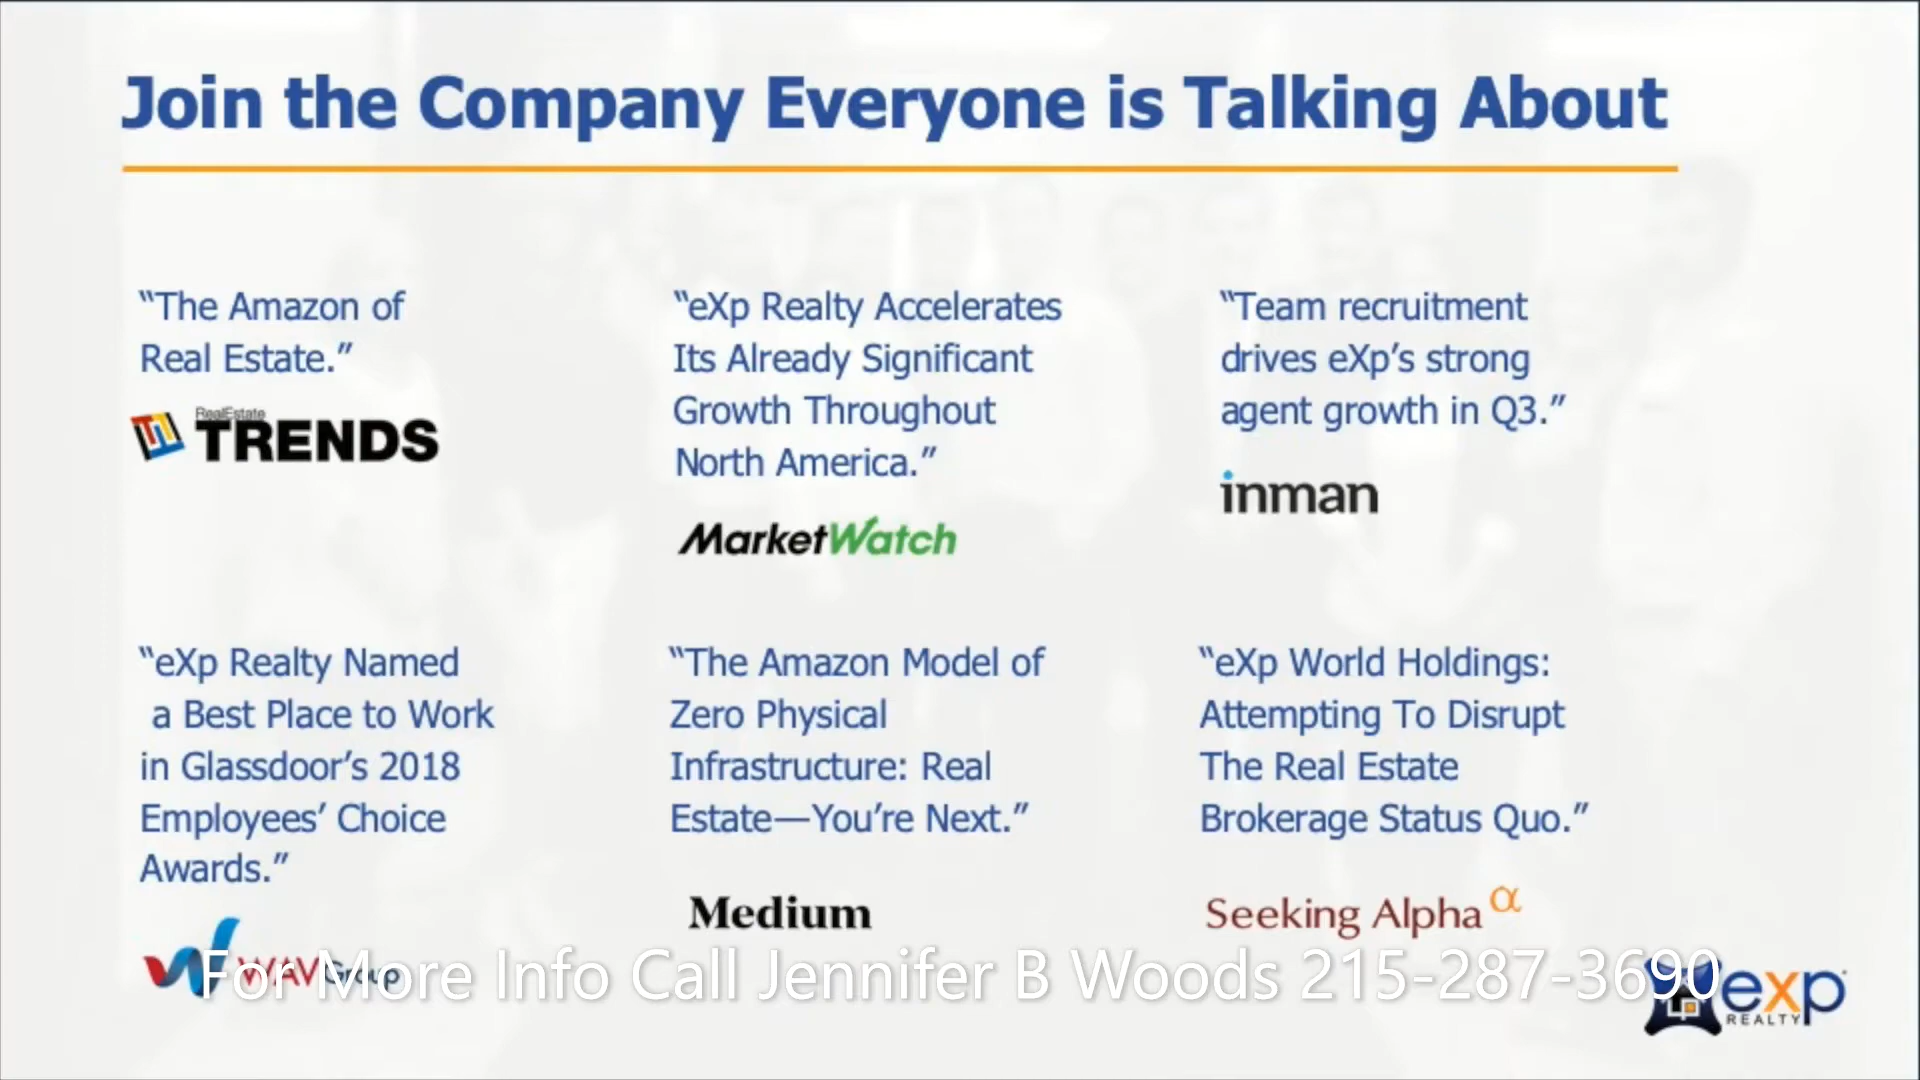 Join the Company Everyone is Talking About
“The Amazon of
Real Estate.”
RealEstate
TRENDS
“eXp Realty Accelerates
Its Already Significant
Growth Throughout
North America.”
MarketWatch
“Team recruitment
drives eXp’s strong
agent growth in Q3.”
inman
“eXp Realty Named
a Best Place to Work
in Glassdoor’s 2018
Employees’ Choice
Awards.”
WAV Group
“The Amazon Model of
Zero Physical
Infrastructure: Real
Estate—You’re Next.”
Medium
“eXp World Holdings:
Attempting To Disrupt
The Real Estate
Brokerage Status Quo.”
Seeking Alpha α
For More Info Call Jennifer B Woods 215-287-3690
exp
REALTY